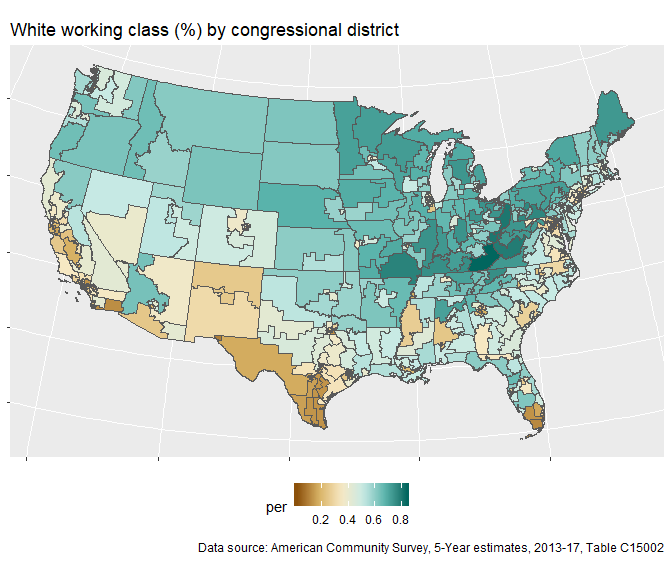 White working class (%) by congressional district
per
0.2 0.4 0.6 0.8
Data source: American Community Survey, 5-Year estimates, 2013-17, Table C15002